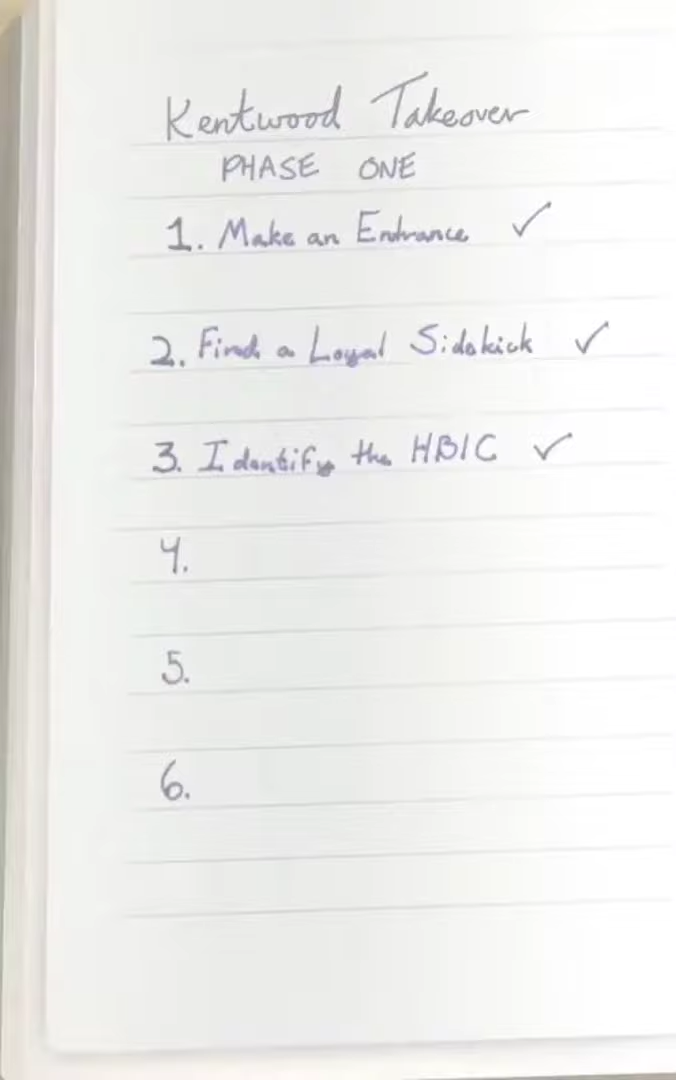 Kentwood Takeover
PHASE ONE
1. Make an Entrance ✓
2. Find a Loyal Sidekick ✓
3. Identify the HBIC ✓
4.
5.
6.